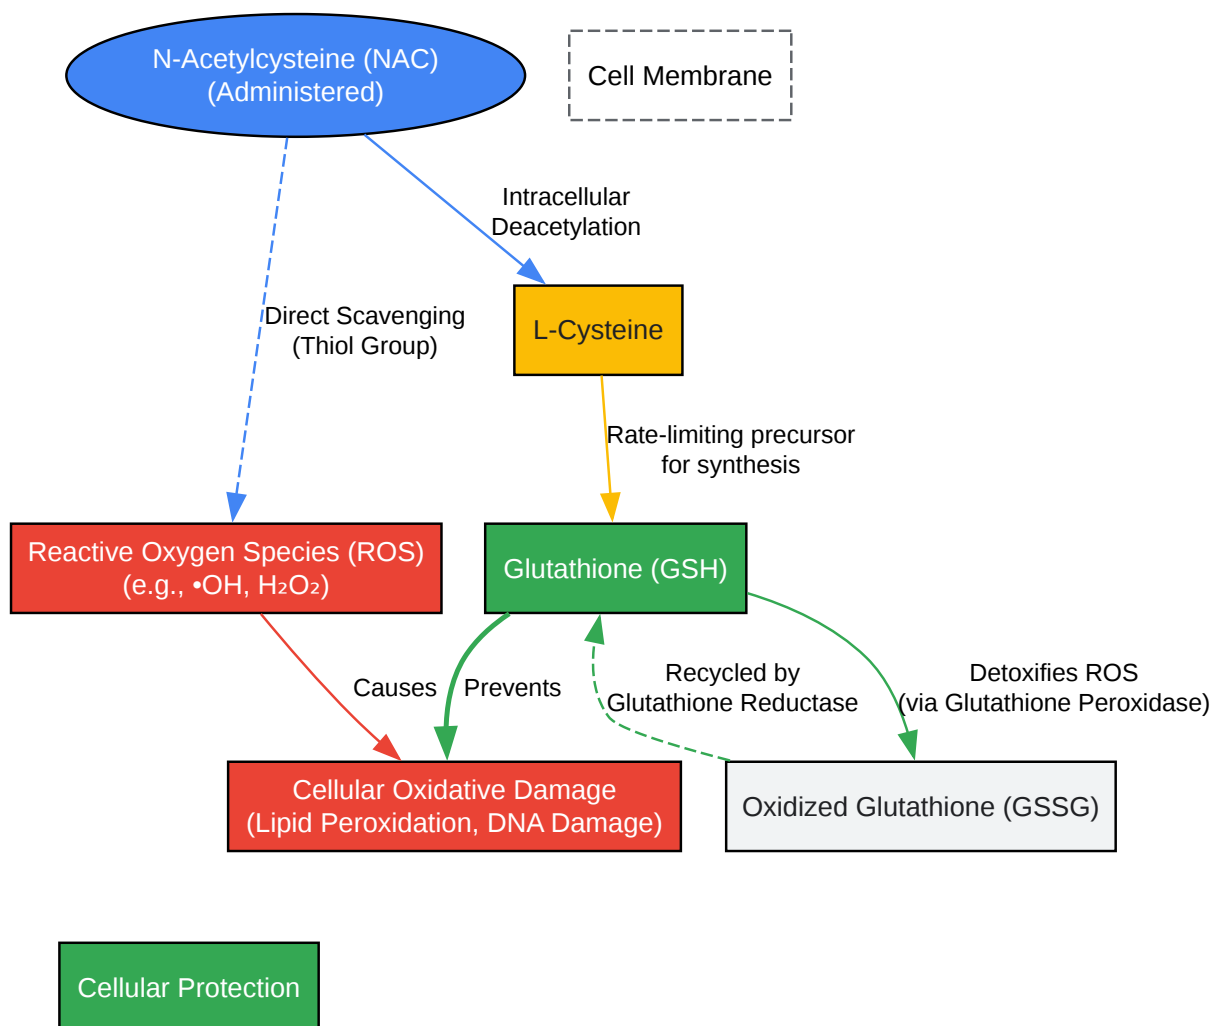 N-Acetylcysteine (NAC)
(Administered)
Cell Membrane
Intracellular
Deacetylation
L-Cysteine
Direct Scavenging
(Thiol Group)
Rate-limiting precursor
for synthesis
Reactive Oxygen Species (ROS)
(e.g., •OH, H₂O₂)
Glutathione (GSH)
Causes
Prevents
Recycled by
Glutathione Reductase
Detoxifies ROS
(via Glutathione Peroxidase)
Cellular Oxidative Damage
(Lipid Peroxidation, DNA Damage)
Oxidized Glutathione (GSSG)
Cellular Protection